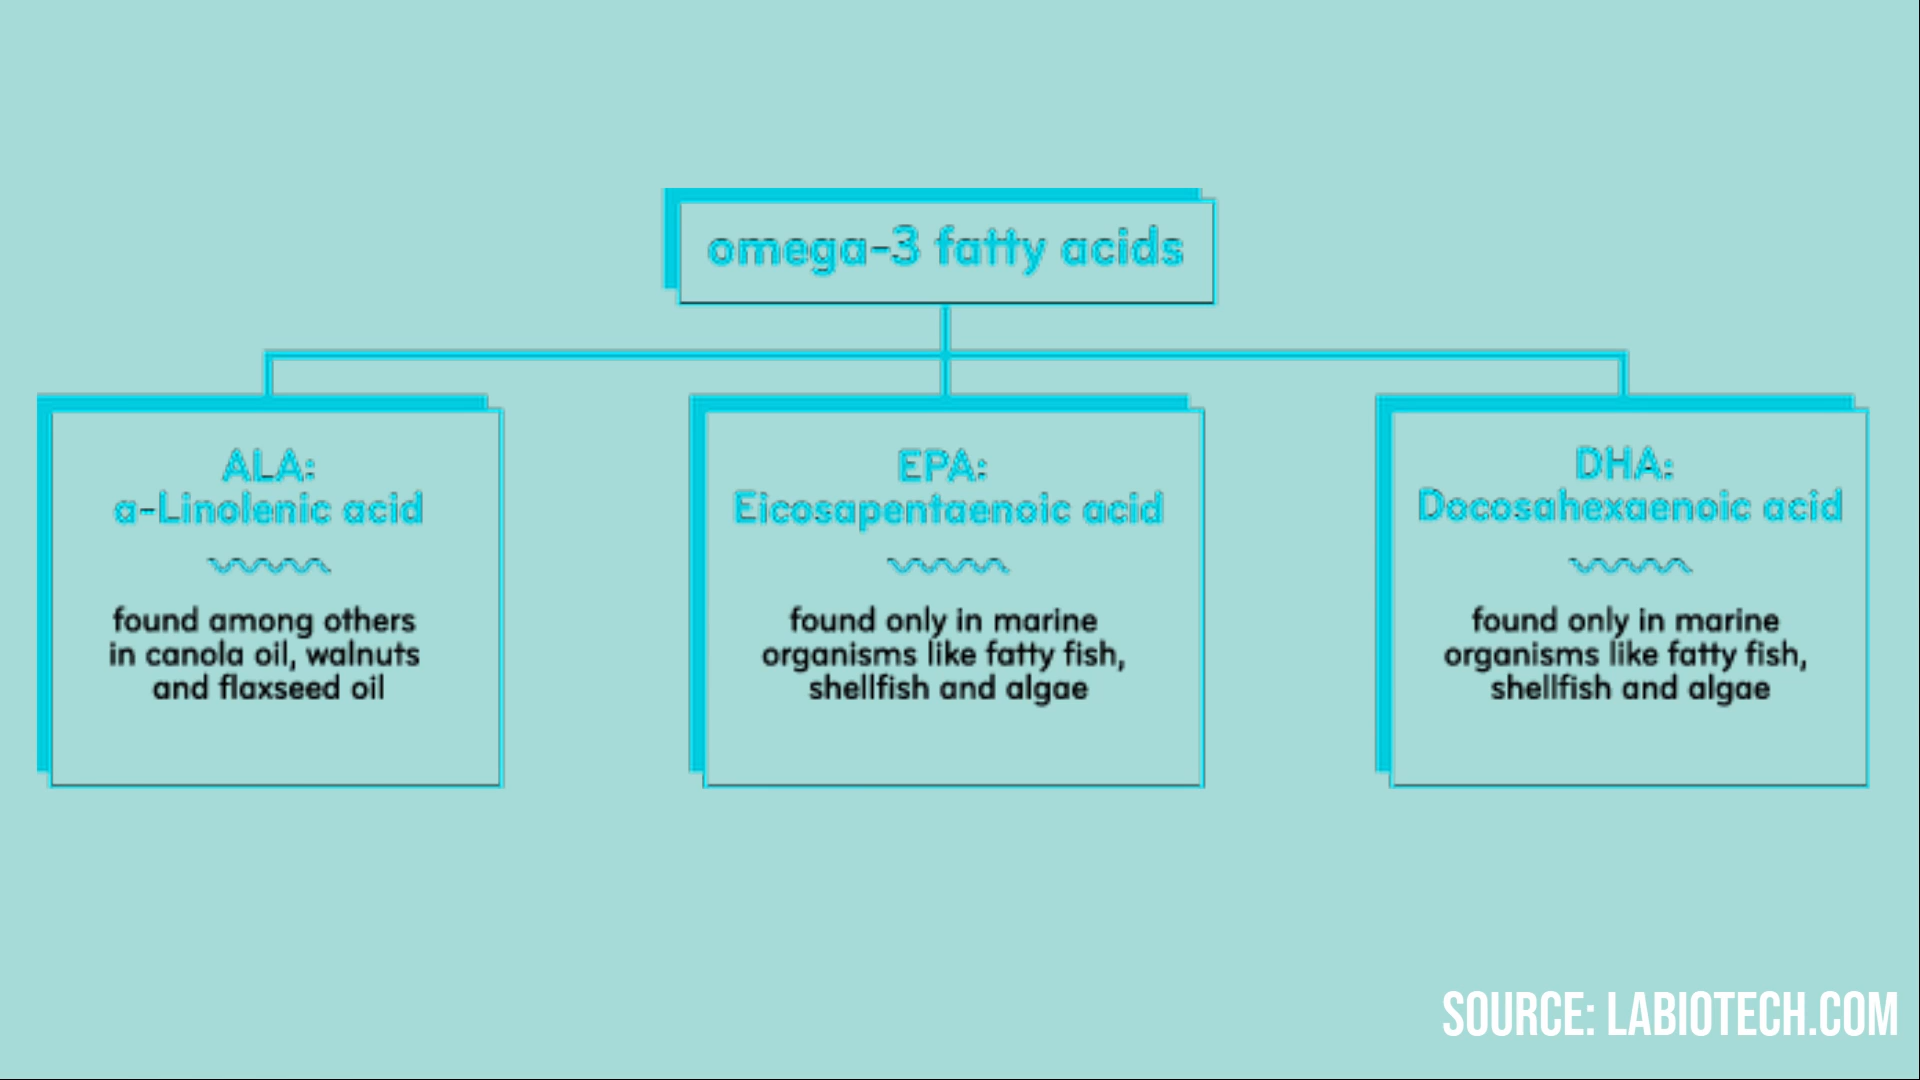 omega-3 fatty acids
ALA:
α-Linolenic acid
found among others
in canola oil, walnuts
and flaxseed oil
EPA:
Eicosapentaenoic acid
found only in marine
organisms like fatty fish,
shellfish and algae
DHA:
Docosahexaenoic acid
found only in marine
organisms like fatty fish,
shellfish and algae
SOURCE: LABIOTECH.COM